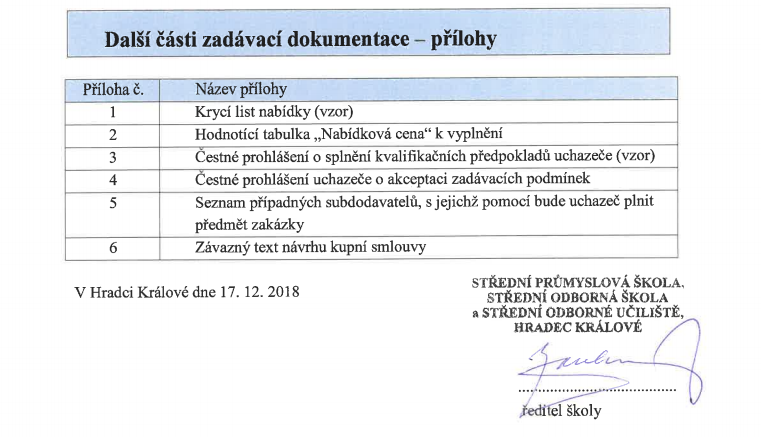 Další části zadávací dokumentace – přílohy
Příloha č. Název přílohy
1 Krycí list nabídky (vzor)
2 Hodnotící tabulka „Nabídková cena“ k vyplnění
3 Čestné prohlášení o splnění kvalifikačních předpokladů uchazeče (vzor)
4 Čestné prohlášení uchazeče o akceptaci zadávacích podmínek
5 Seznam případných subdodavatelů, s jejichž pomocí bude uchazeč plnit
předmět zakázky
6 Závazný text návrhu kupní smlouvy
V Hradci Králové dne 17. 12. 2018
STŘEDNÍ PRŮMYSLOVÁ ŠKOLA,
STŘEDNÍ ODBORNÁ ŠKOLA
a STŘEDNÍ ODBORNÉ UČILIŠTĚ,
HRADEC KRÁLOVÉ
ředitel školy